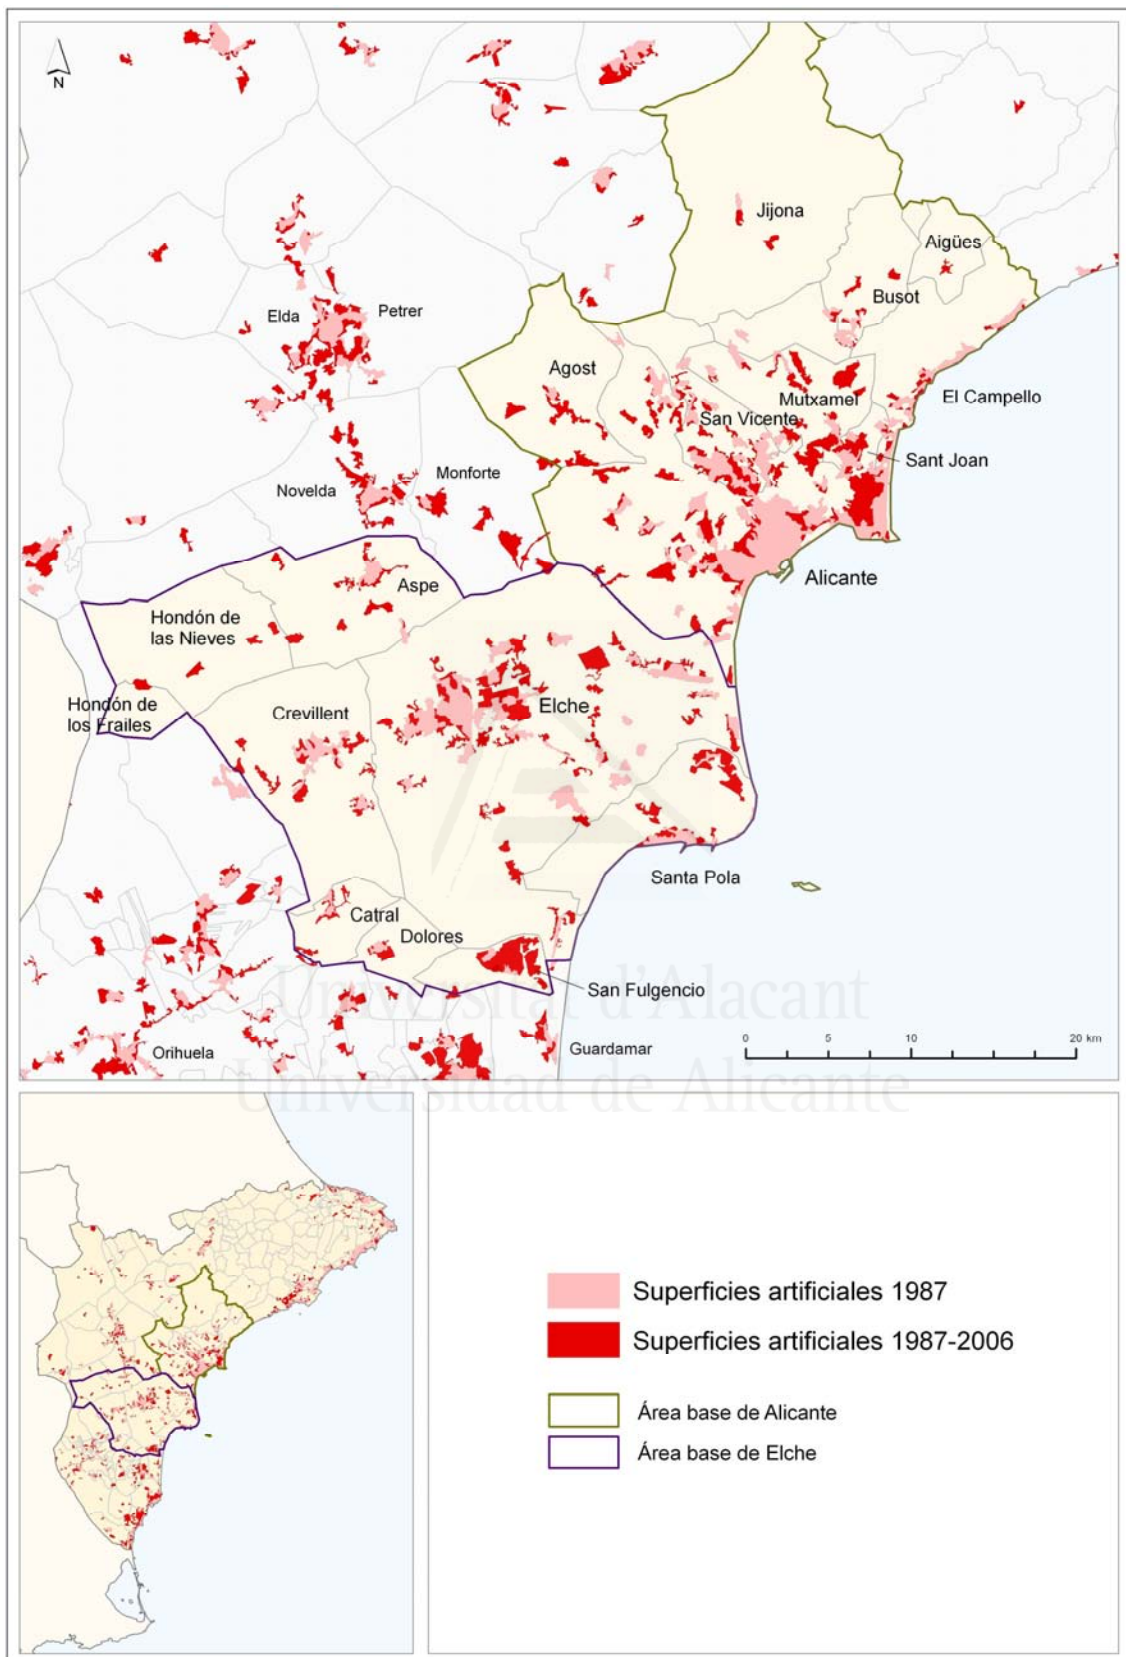 N
Jijona
Aigües
Busot
Elda
Petrer
Agost
El Campello
Mutxamel
San Vicente
Sant Joan
Monforte
Novelda
Alicante
Aspe
Hondón de
las Nieves
Hondón de
los Frailes
Crevillent
Elche
Santa Pola
Catral
Dolores
San Fulgencio
Universitat d'Alacant
Universidad de Alicante
Orihuela
Guardamar
0 5 10 20 km
Superficies artificiales 1987
Superficies artificiales 1987-2006
Área base de Alicante
Área base de Elche